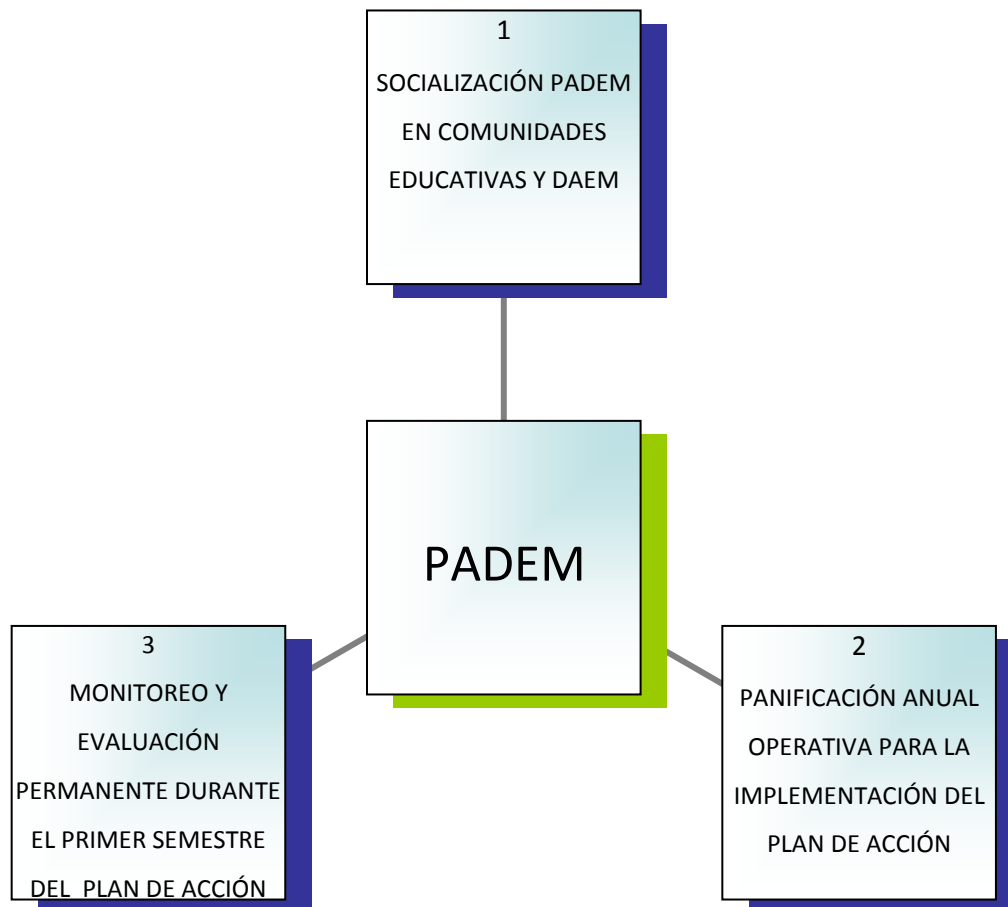 1
SOCIALIZACIÓN PADEM
EN COMUNIDADES
EDUCATIVAS Y DAEM
PADEM
2
PANIFICACIÓN ANUAL
OPERATIVA PARA LA
IMPLEMENTACIÓN DEL
PLAN DE ACCIÓN
3
MONITOREO Y
EVALUACIÓN
PERMANENTE DURANTE
EL PRIMER SEMESTRE
DEL PLAN DE ACCIÓN